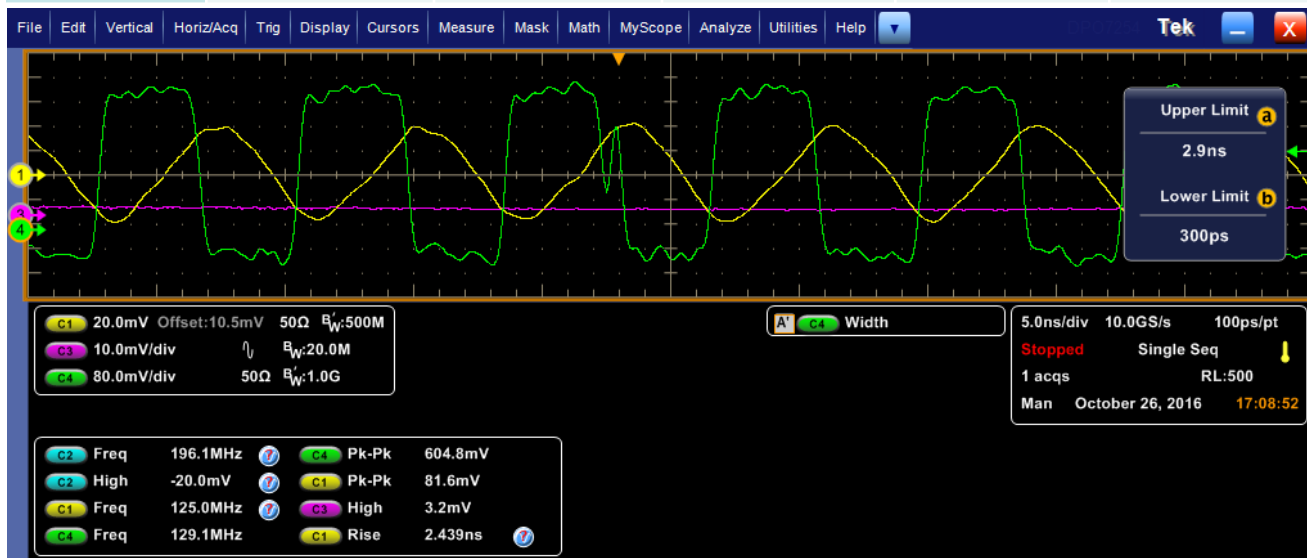 File Edit Vertical Horiz/Acq Trig Display Cursors Measure Mask Math MyScope Analyze Utilities Help Tek X
Upper Limit a
2.9ns
Lower Limit b
300ps
1
3
4
C1 20.0mV Offset:10.5mV 50Ω BW:500M
C3 10.0mV/div BW:20.0M
C4 80.0mV/div 50Ω BW:1.0G
A' C4 Width
5.0ns/div 10.0GS/s 100ps/pt
Stopped Single Seq
1 acqs RL:500
Man October 26, 2016 17:08:52
C2 Freq 196.1MHz ? C4 Pk-Pk 604.8mV
C2 High -20.0mV ? C1 Pk-Pk 81.6mV
C1 Freq 125.0MHz ? C3 High 3.2mV
C4 Freq 129.1MHz C1 Rise 2.439ns ?